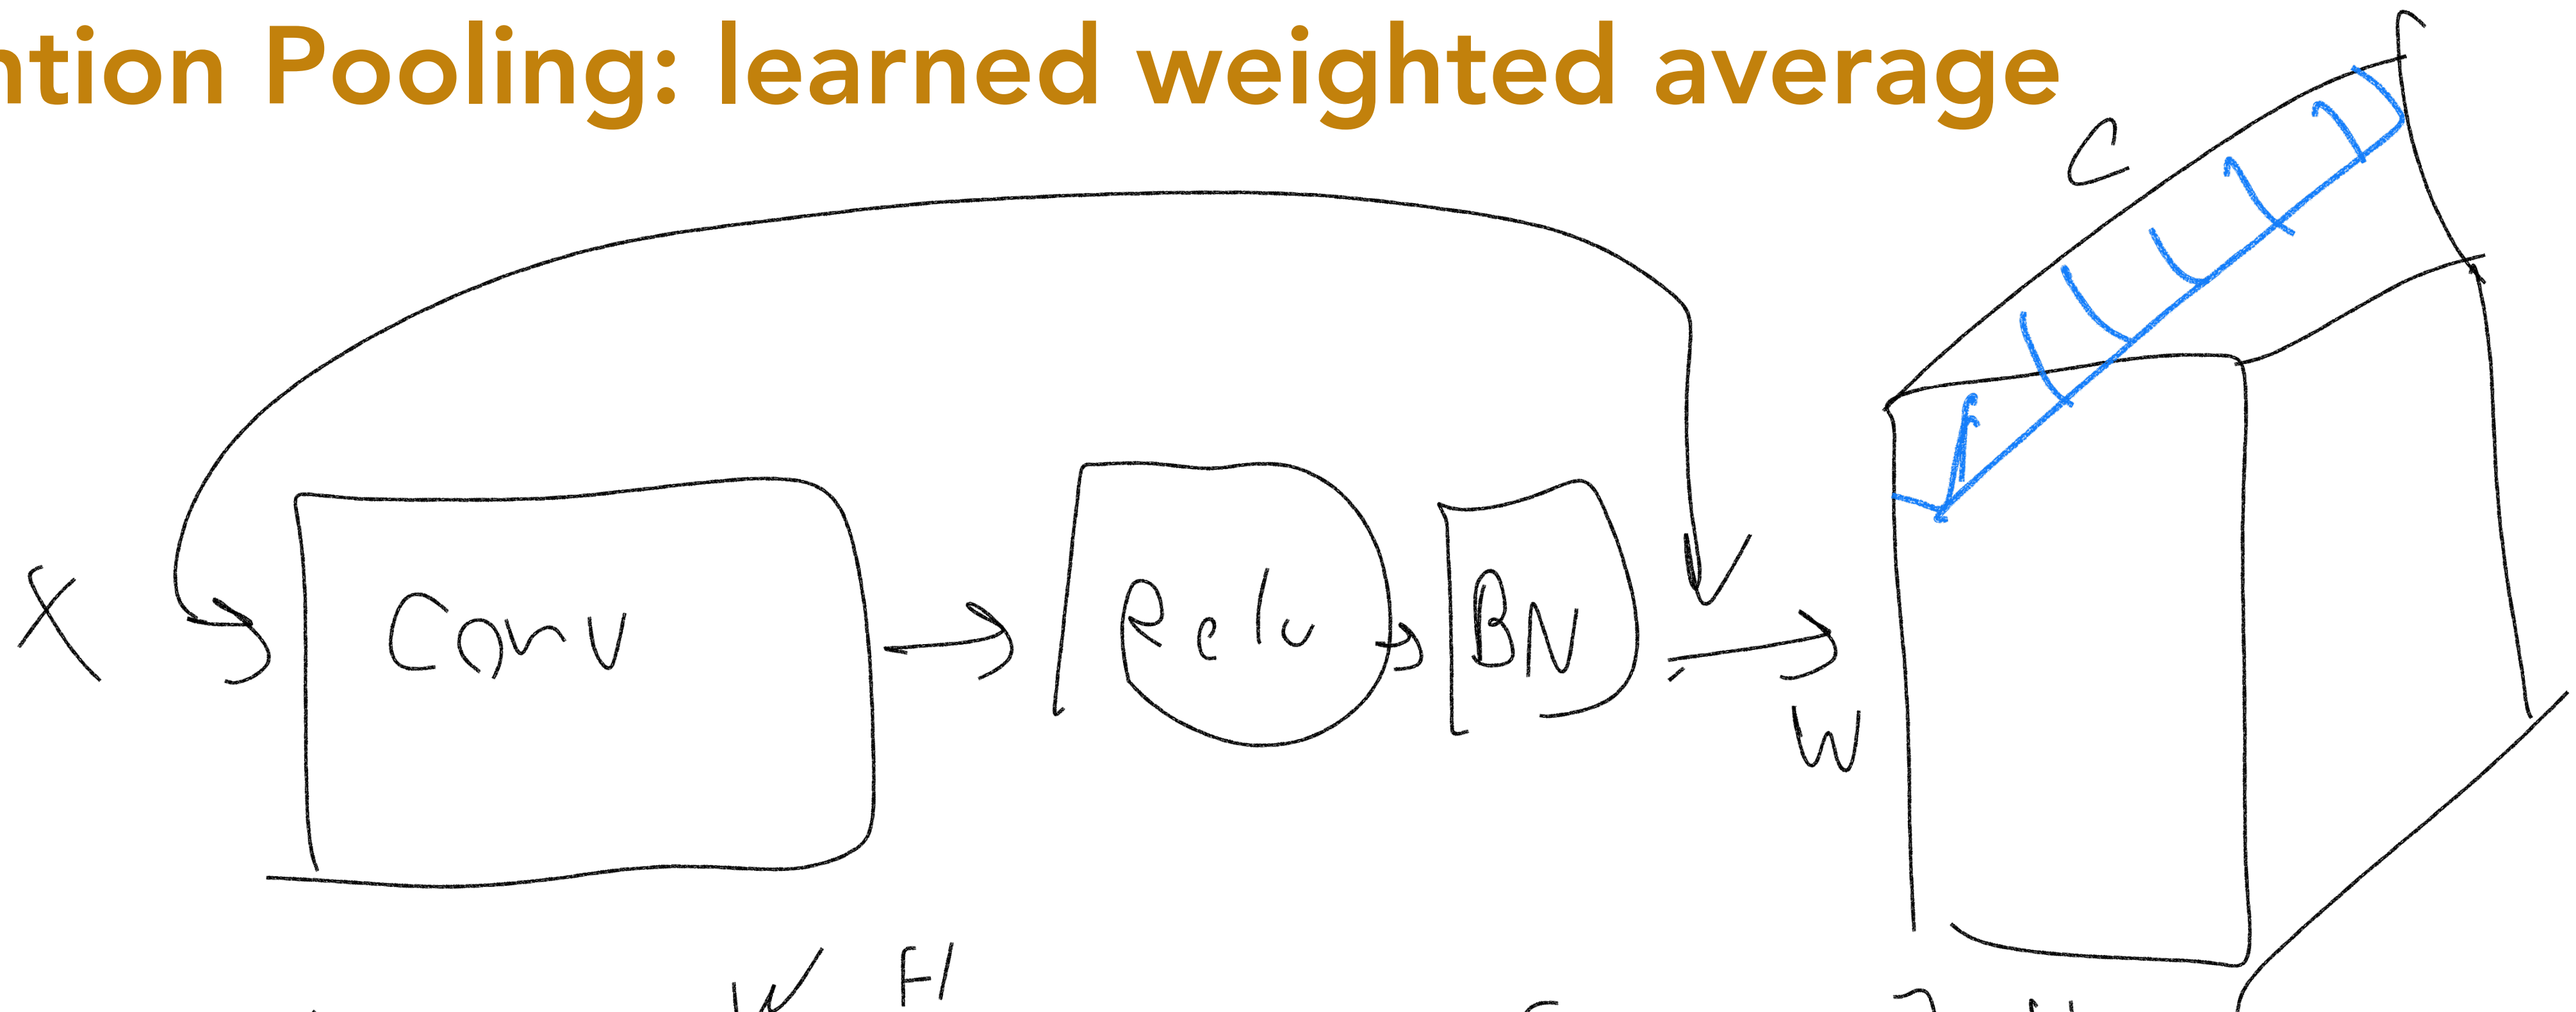 ntion Pooling: learned weighted average
C
X Conv Relu BN
W
W H